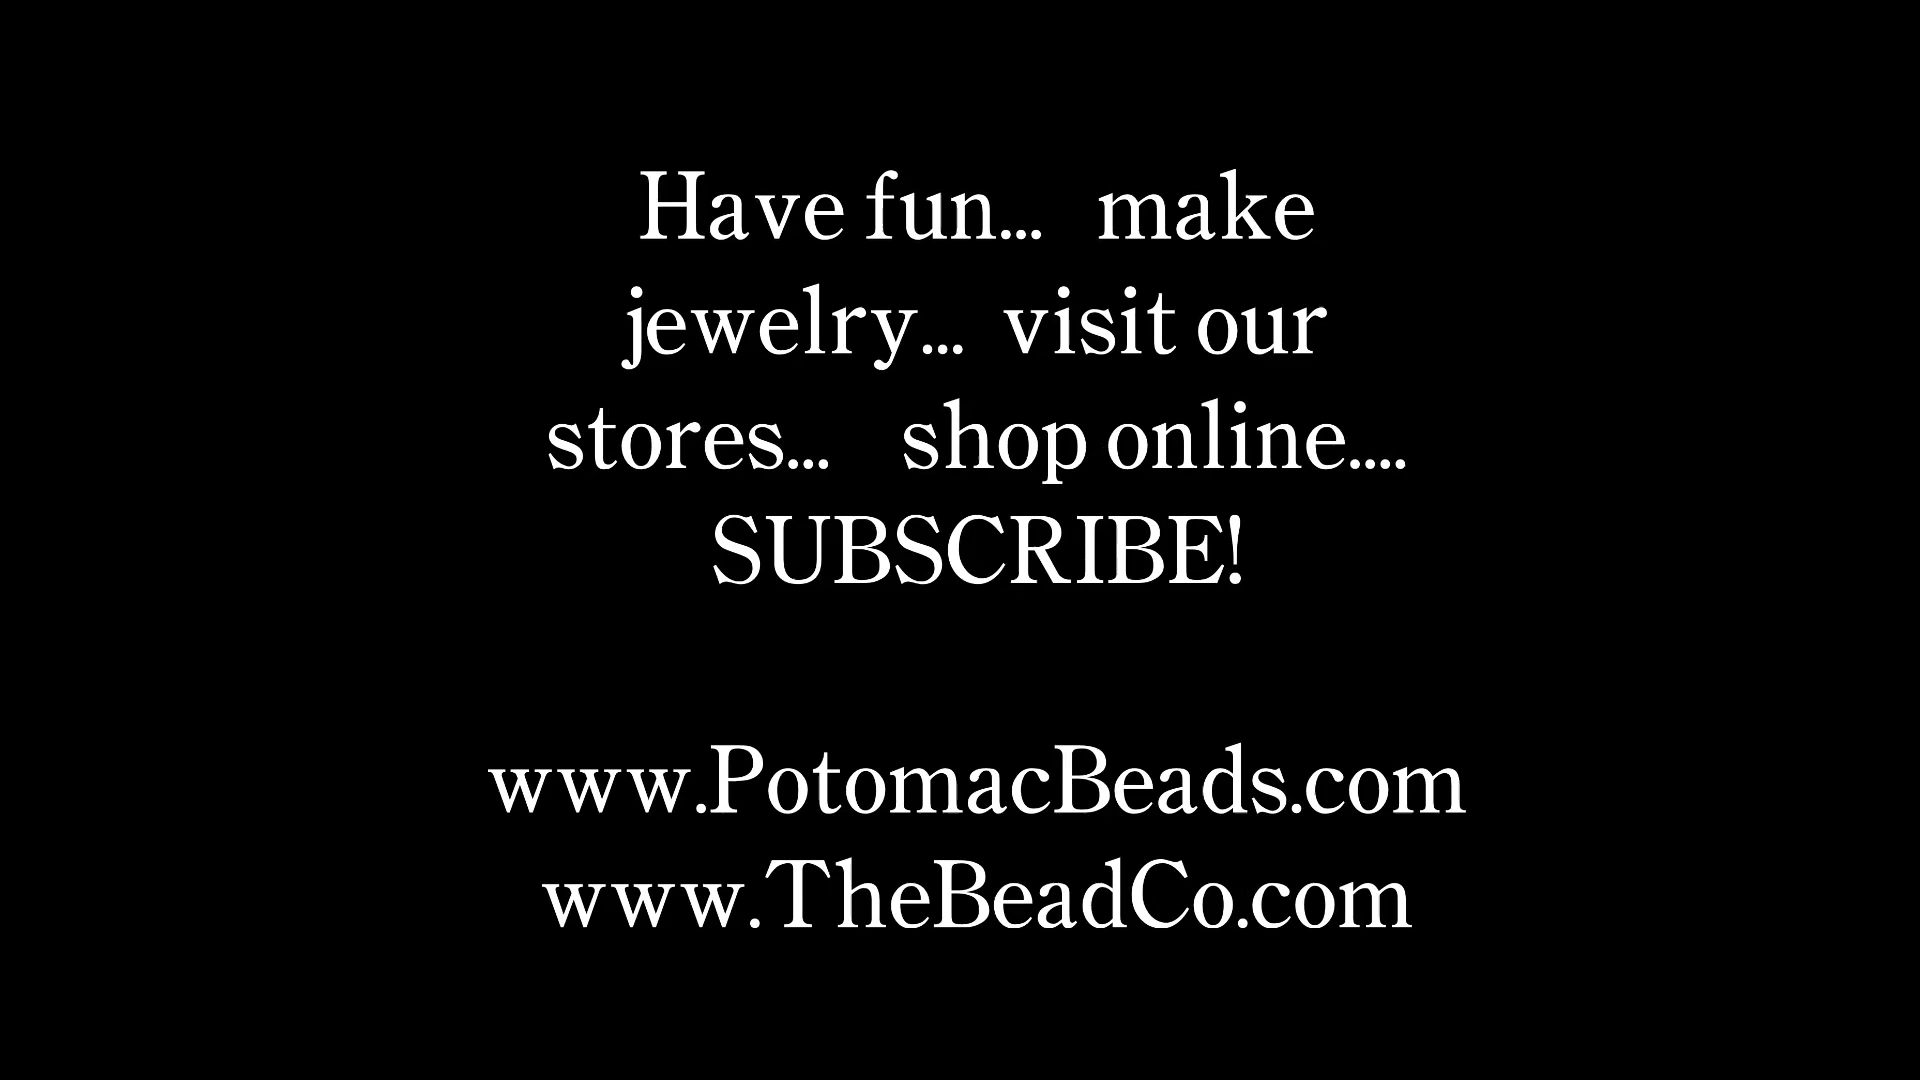 Have fun...   make
jewelry...  visit our
stores...    shop online....
SUBSCRIBE!
www.PotomacBeads.com
www.TheBeadCo.com